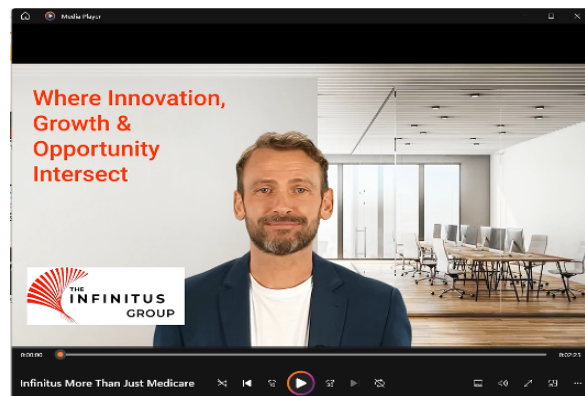 Media Player
Where Innovation,
Growth &
Opportunity
Intersect
THE
INFINITUS
GROUP
0:00:00
0:02:23
Infinitus More Than Just Medicare